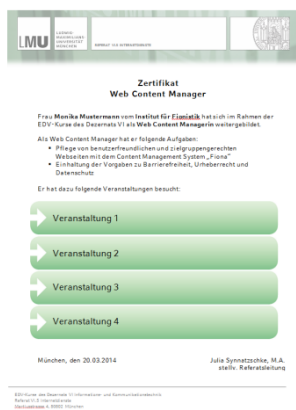 LMU
LUDWIG-
MAXIMILIANS-
UNIVERSITÄT
MÜNCHEN
REFERAT VI.5 INTERNETDIENSTE
Zertifikat
Web Content Manager
Frau Monika Mustermann vom Institut für Fionistik hat sich im Rahmen der
EDV-Kurse des Dezernats VI als Web Content Managerin weitergebildet.
Als Web Content Manager hat er folgende Aufgaben:
• Pflege von benutzerfreundlichen und zielgruppengerechten
Webseiten mit dem Content Management System „Fiona“
• Einhaltung der Vorgaben zu Barrierefreiheit, Urheberrecht und
Datenschutz
Er hat dazu folgende Veranstaltungen besucht:
Veranstaltung 1
Veranstaltung 2
Veranstaltung 3
Veranstaltung 4
München, den 20.03.2014
Julia Synnatzschke, M.A.
stellv. Referatsleitung
EDV-Kurse des Dezernats VI Informations- und Kommunikationstechnik
Referat VI.5 Internetdienste